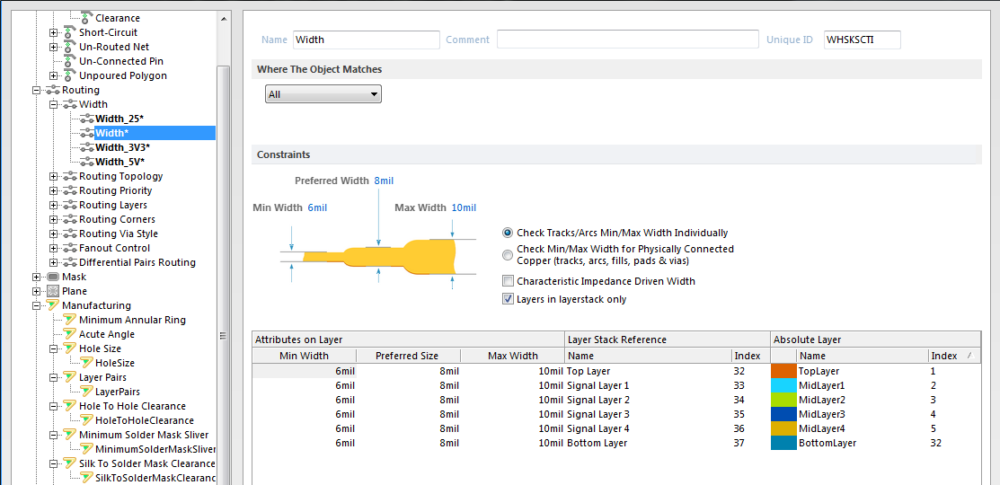 Clearance
Short-Circuit
Un-Routed Net
Un-Connected Pin
Unpoured Polygon
Routing
Width
Width_25*
Width*
Width_3V3*
Width_5V*
Routing Topology
Routing Priority
Routing Layers
Routing Corners
Routing Via Style
Fanout Control
Differential Pairs Routing
Mask
Plane
Manufacturing
Minimum Annular Ring
Acute Angle
Hole Size
HoleSize
Layer Pairs
LayerPairs
Hole To Hole Clearance
HoleToHoleClearance
Minimum Solder Mask Sliver
MinimumSolderMaskSliver
Silk To Solder Mask Clearance
SilkToSolderMaskClearanc
Name Width Comment Unique ID WHSKSCTI
Where The Object Matches
All
Constraints
Preferred Width 8mil
Min Width 6mil Max Width 10mil
Check Tracks/Arcs Min/Max Width Individually
Check Min/Max Width for Physically Connected
Copper (tracks, arcs, fills, pads & vias)
Characteristic Impedance Driven Width
Layers in layerstack only
Attributes on Layer Layer Stack Reference Absolute Layer
Min Width Preferred Size Max Width Name Index Name Index
6mil 8mil 10mil Top Layer 32 TopLayer 1
6mil 8mil 10mil Signal Layer 1 33 MidLayer1 2
6mil 8mil 10mil Signal Layer 2 34 MidLayer2 3
6mil 8mil 10mil Signal Layer 3 35 MidLayer3 4
6mil 8mil 10mil Signal Layer 4 36 MidLayer4 5
6mil 8mil 10mil Bottom Layer 37 BottomLayer 32